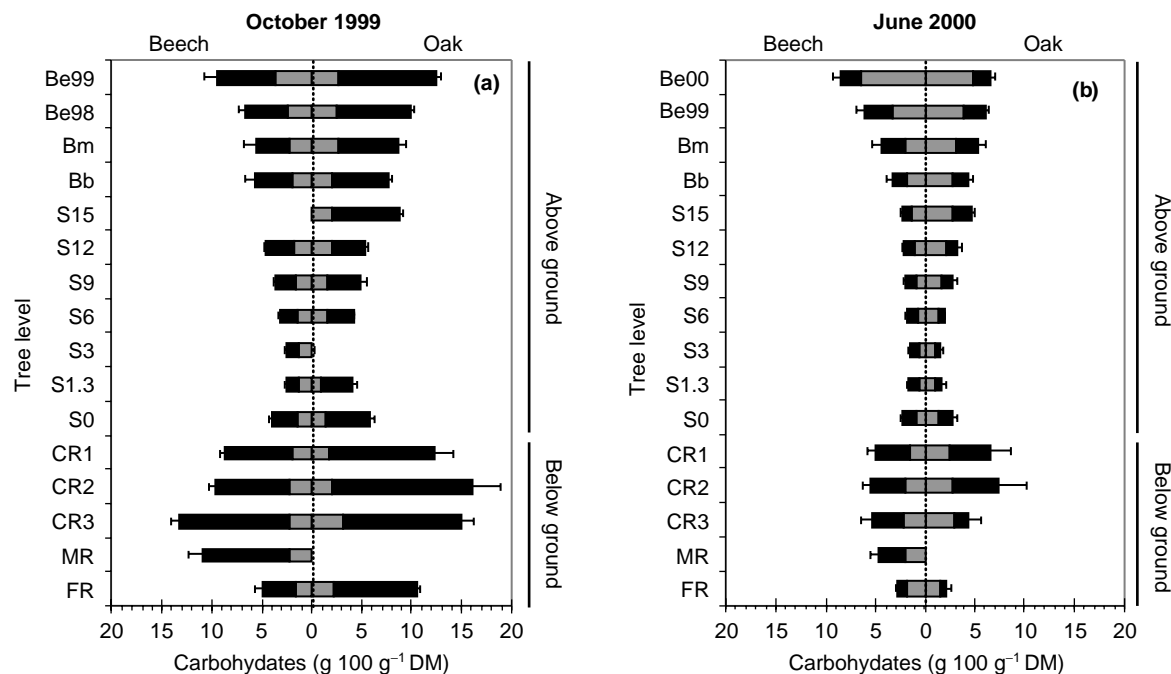 October 1999
Beech
Oak
(a)
Be99
Be98
Bm
Bb
S15
S12
S9
S6
S3
S1.3
S0
CR1
CR2
CR3
MR
FR
Tree level
Above ground
Below ground
20 15 10 5 0 5 10 15 20
Carbohydates (g 100 g⁻¹ DM)
June 2000
Beech
Oak
(b)
Be00
Be99
Bm
Bb
S15
S12
S9
S6
S3
S1.3
S0
CR1
CR2
CR3
MR
FR
Tree level
Above ground
Below ground
20 15 10 5 0 5 10 15 20
Carbohydates (g 100 g⁻¹ DM)